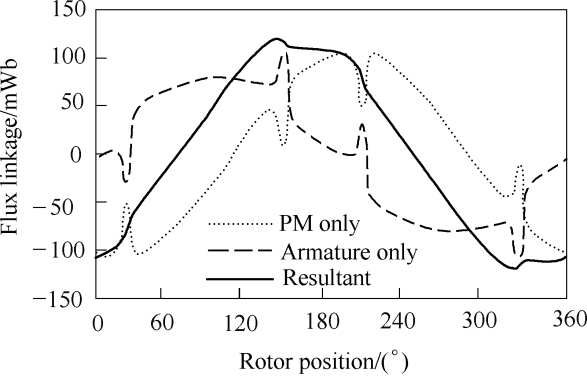 150
100
50
0
−50
−100
−150
Flux linkage/mWb
PM only
Armature only
Resultant
0 60 120 180 240 300 360
Rotor position/(°)